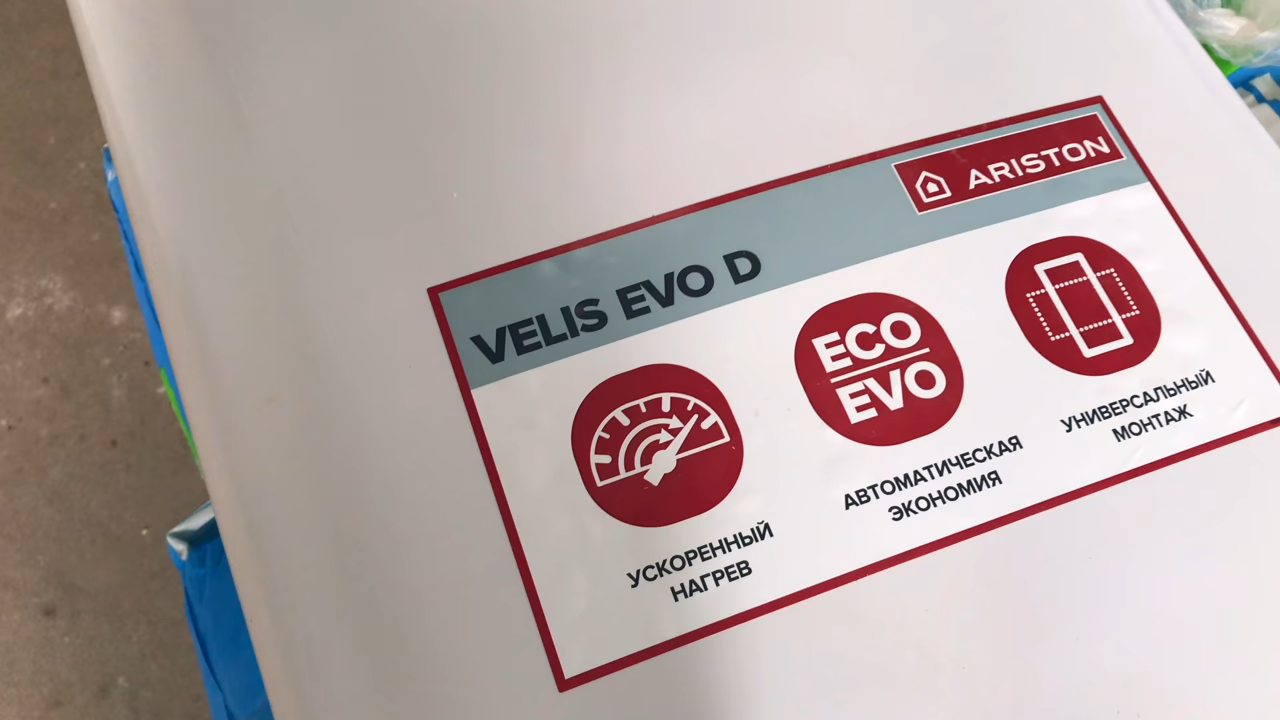 ARISTON
VELIS EVO D
УСКОРЕННЫЙ
НАГРЕВ
ECO
EVO
АВТОМАТИЧЕСКАЯ
ЭКОНОМИЯ
УНИВЕРСАЛЬНЫЙ
МОНТАЖ